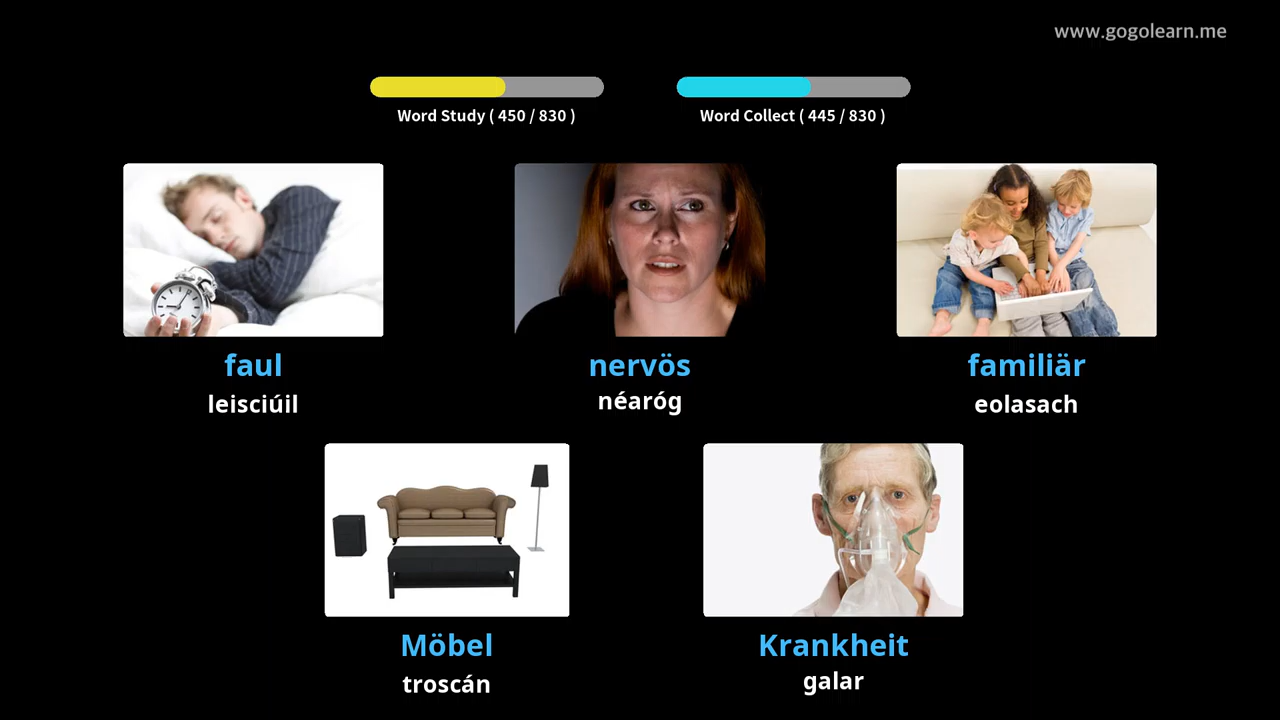 www.gogolearn.me
Word Study ( 450 / 830 )
Word Collect ( 445 / 830 )
faul
leisciúil
nervös
néaróg
familiär
eolasach
Möbel
troscán
Krankheit
galar